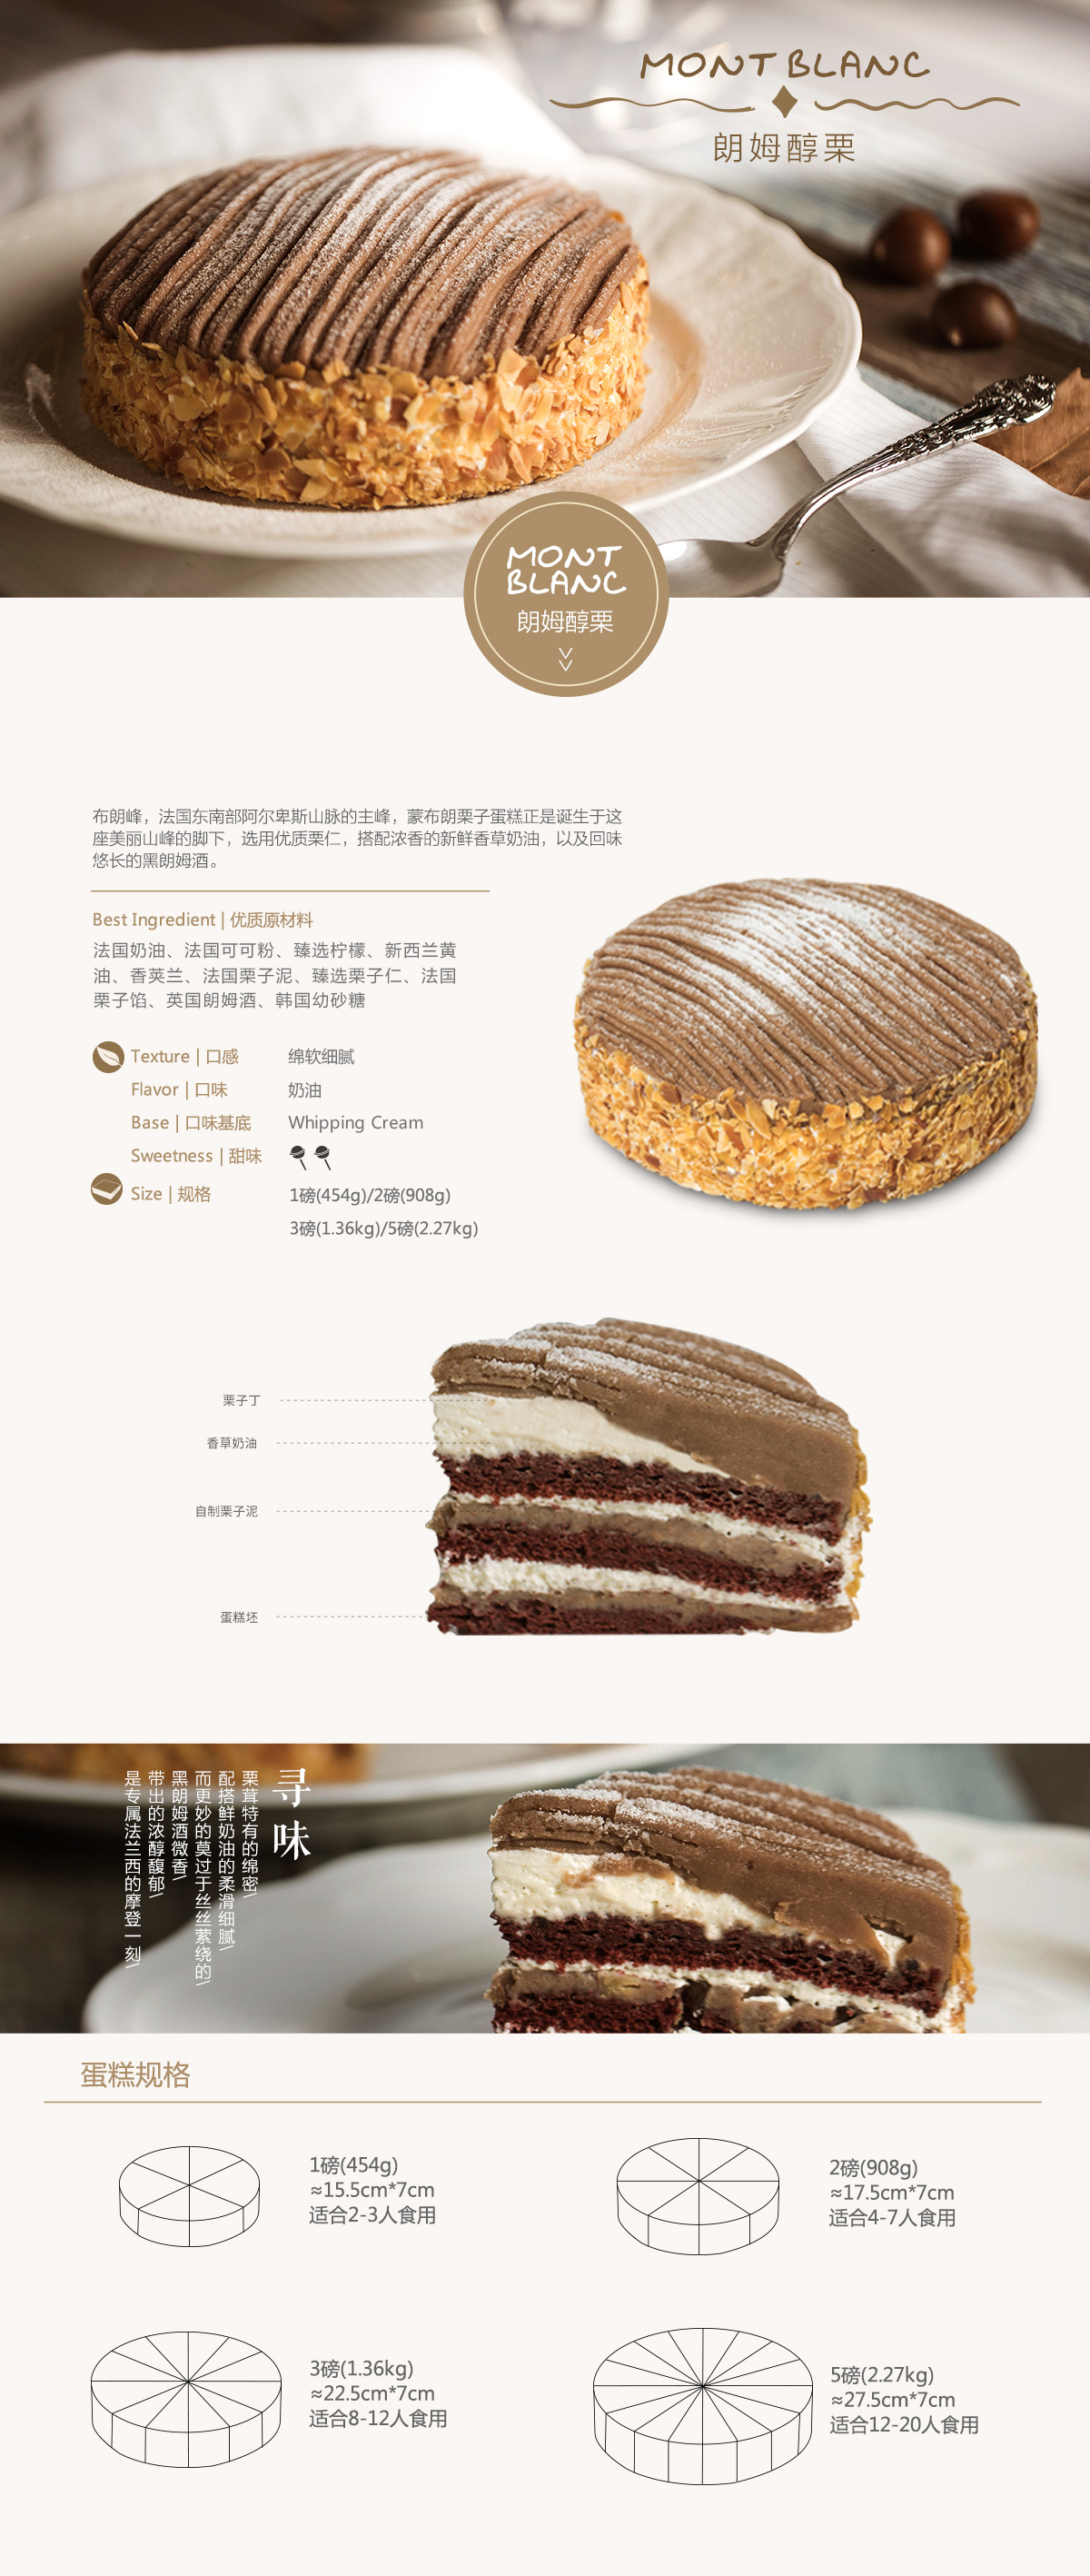 MONT BLANC
朗姆醇栗
MONT
BLANC
朗姆醇栗
布朗峰，法国东南部阿尔卑斯山脉的主峰，蒙布朗栗子蛋糕正是诞生于这
座美丽山峰的脚下，选用优质栗仁，搭配浓香的新鲜香草奶油，以及回味
悠长的黑朗姆酒。
Best Ingredient | 优质原材料
法国奶油、法国可可粉、臻选柠檬、新西兰黄
油、香荚兰、法国栗子泥、臻选栗子仁、法国
栗子馅、英国朗姆酒、韩国幼砂糖
Texture | 口感 绵软细腻
Flavor | 口味 奶油
Base | 口味基底 Whipping Cream
Sweetness | 甜味
Size | 规格 1磅(454g)/2磅(908g)
3磅(1.36kg)/5磅(2.27kg)
栗子丁
香草奶油
自制栗子泥
蛋糕坯
寻味
栗茸特有的绵密/
配搭鲜奶油的柔滑细腻/
而更妙的莫过于丝丝萦绕的/
黑朗姆酒微香/
带出的浓醇馥郁/
是专属法兰西的摩登一刻/
蛋糕规格
1磅(454g)
≈15.5cm*7cm
适合2-3人食用
2磅(908g)
≈17.5cm*7cm
适合4-7人食用
3磅(1.36kg)
≈22.5cm*7cm
适合8-12人食用
5磅(2.27kg)
≈27.5cm*7cm
适合12-20人食用